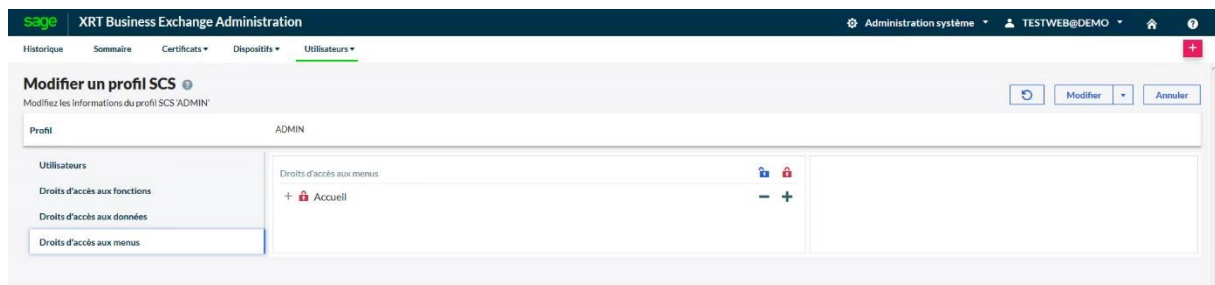 sage XRT Business Exchange Administration Administration système TESTWEB@DEMO
Historique Sommaire Certificats Dispositifs Utilisateurs
Modifier un profil SCS
Modifiez les informations du profil SCS 'ADMIN'
Modifier Annuler
Profil ADMIN
Utilisateurs
Droits d'accès aux fonctions
Droits d'accès aux données
Droits d'accès aux menus
Droits d'accès aux menus
Accueil